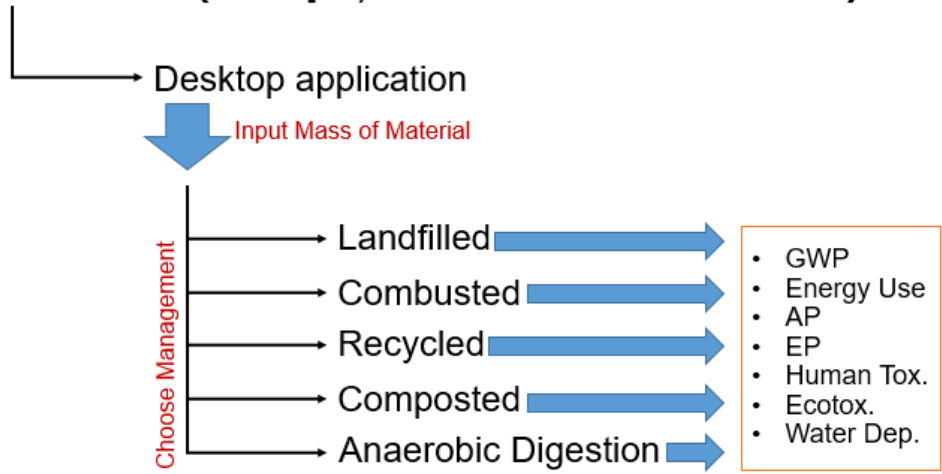 Desktop application
Input Mass of Material
Choose Management
Landfilled
Combusted
Recycled
Composted
Anaerobic Digestion
• GWP
• Energy Use
• AP
• EP
• Human Tox.
• Ecotox.
• Water Dep.